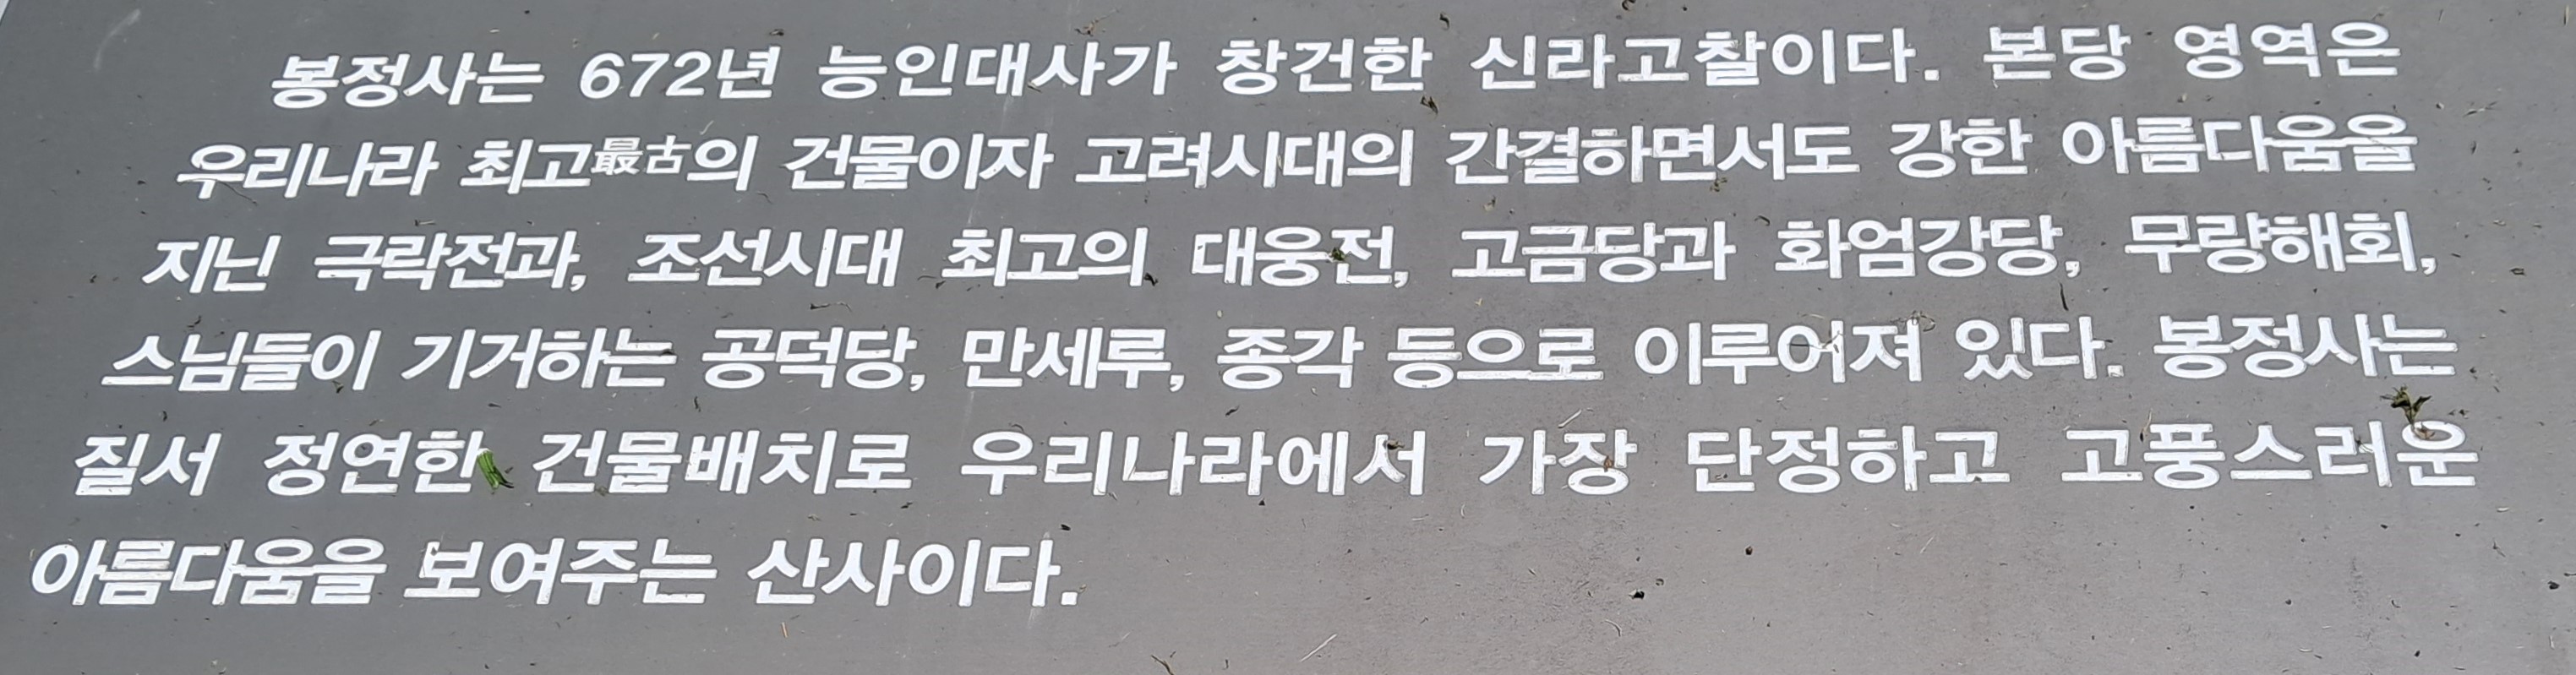 봉정사는 672년 능인대사가 창건한 신라고찰이다. 본당 영역은
우리나라 최고最古의 건물이자 고려시대의 간결하면서도 강한 아름다움을
지닌 극락전과, 조선시대 최고의 대웅전, 고금당과 화엄강당, 무량해회,
스님들이 기거하는 공덕당, 만세루, 종각 등으로 이루어져 있다. 봉정사는
질서 정연한 건물배치로 우리나라에서 가장 단정하고 고풍스러운
아름다움을 보여주는 산사이다.